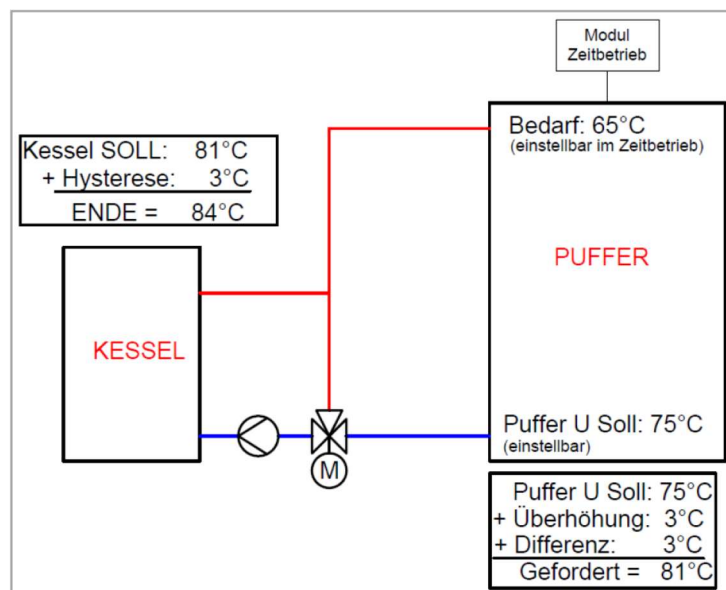 Modul
Zeitbetrieb
Kessel SOLL: 81°C
+ Hysterese: 3°C
ENDE = 84°C
Bedarf: 65°C
(einstellbar im Zeitbetrieb)
PUFFER
KESSEL
Puffer U Soll: 75°C
(einstellbar)
M
Puffer U Soll: 75°C
+ Überhöhung: 3°C
+ Differenz: 3°C
Gefordert = 81°C